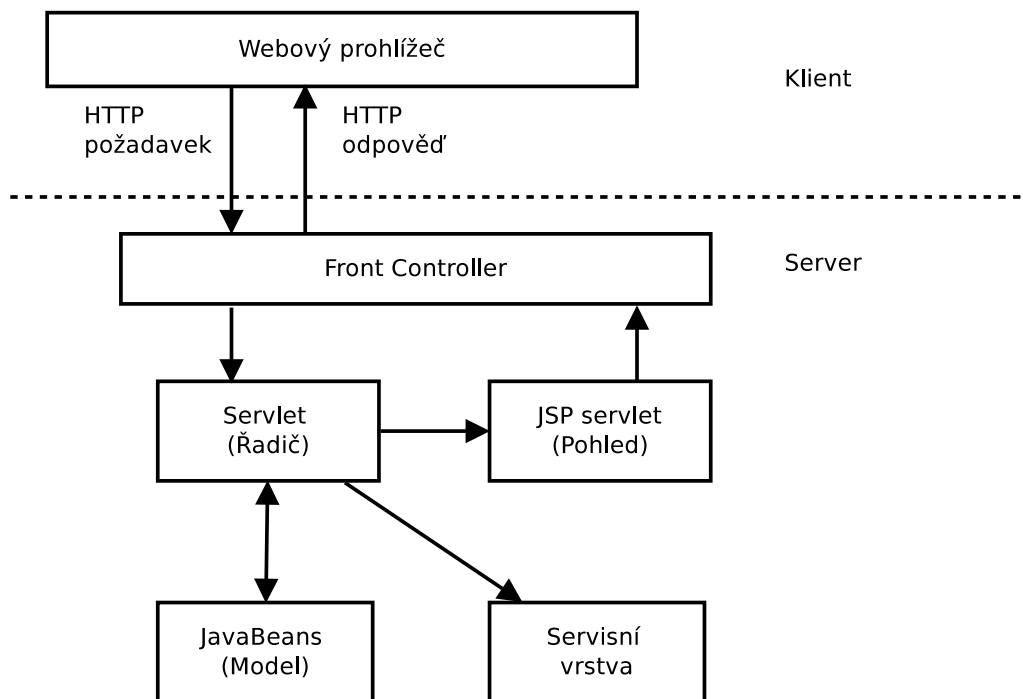 Webový prohlížeč
Klient
HTTP
požadavek
HTTP
odpověď
Front Controller
Server
Servlet
(Řadič)
JSP servlet
(Pohled)
JavaBeans
(Model)
Servisní
vrstva